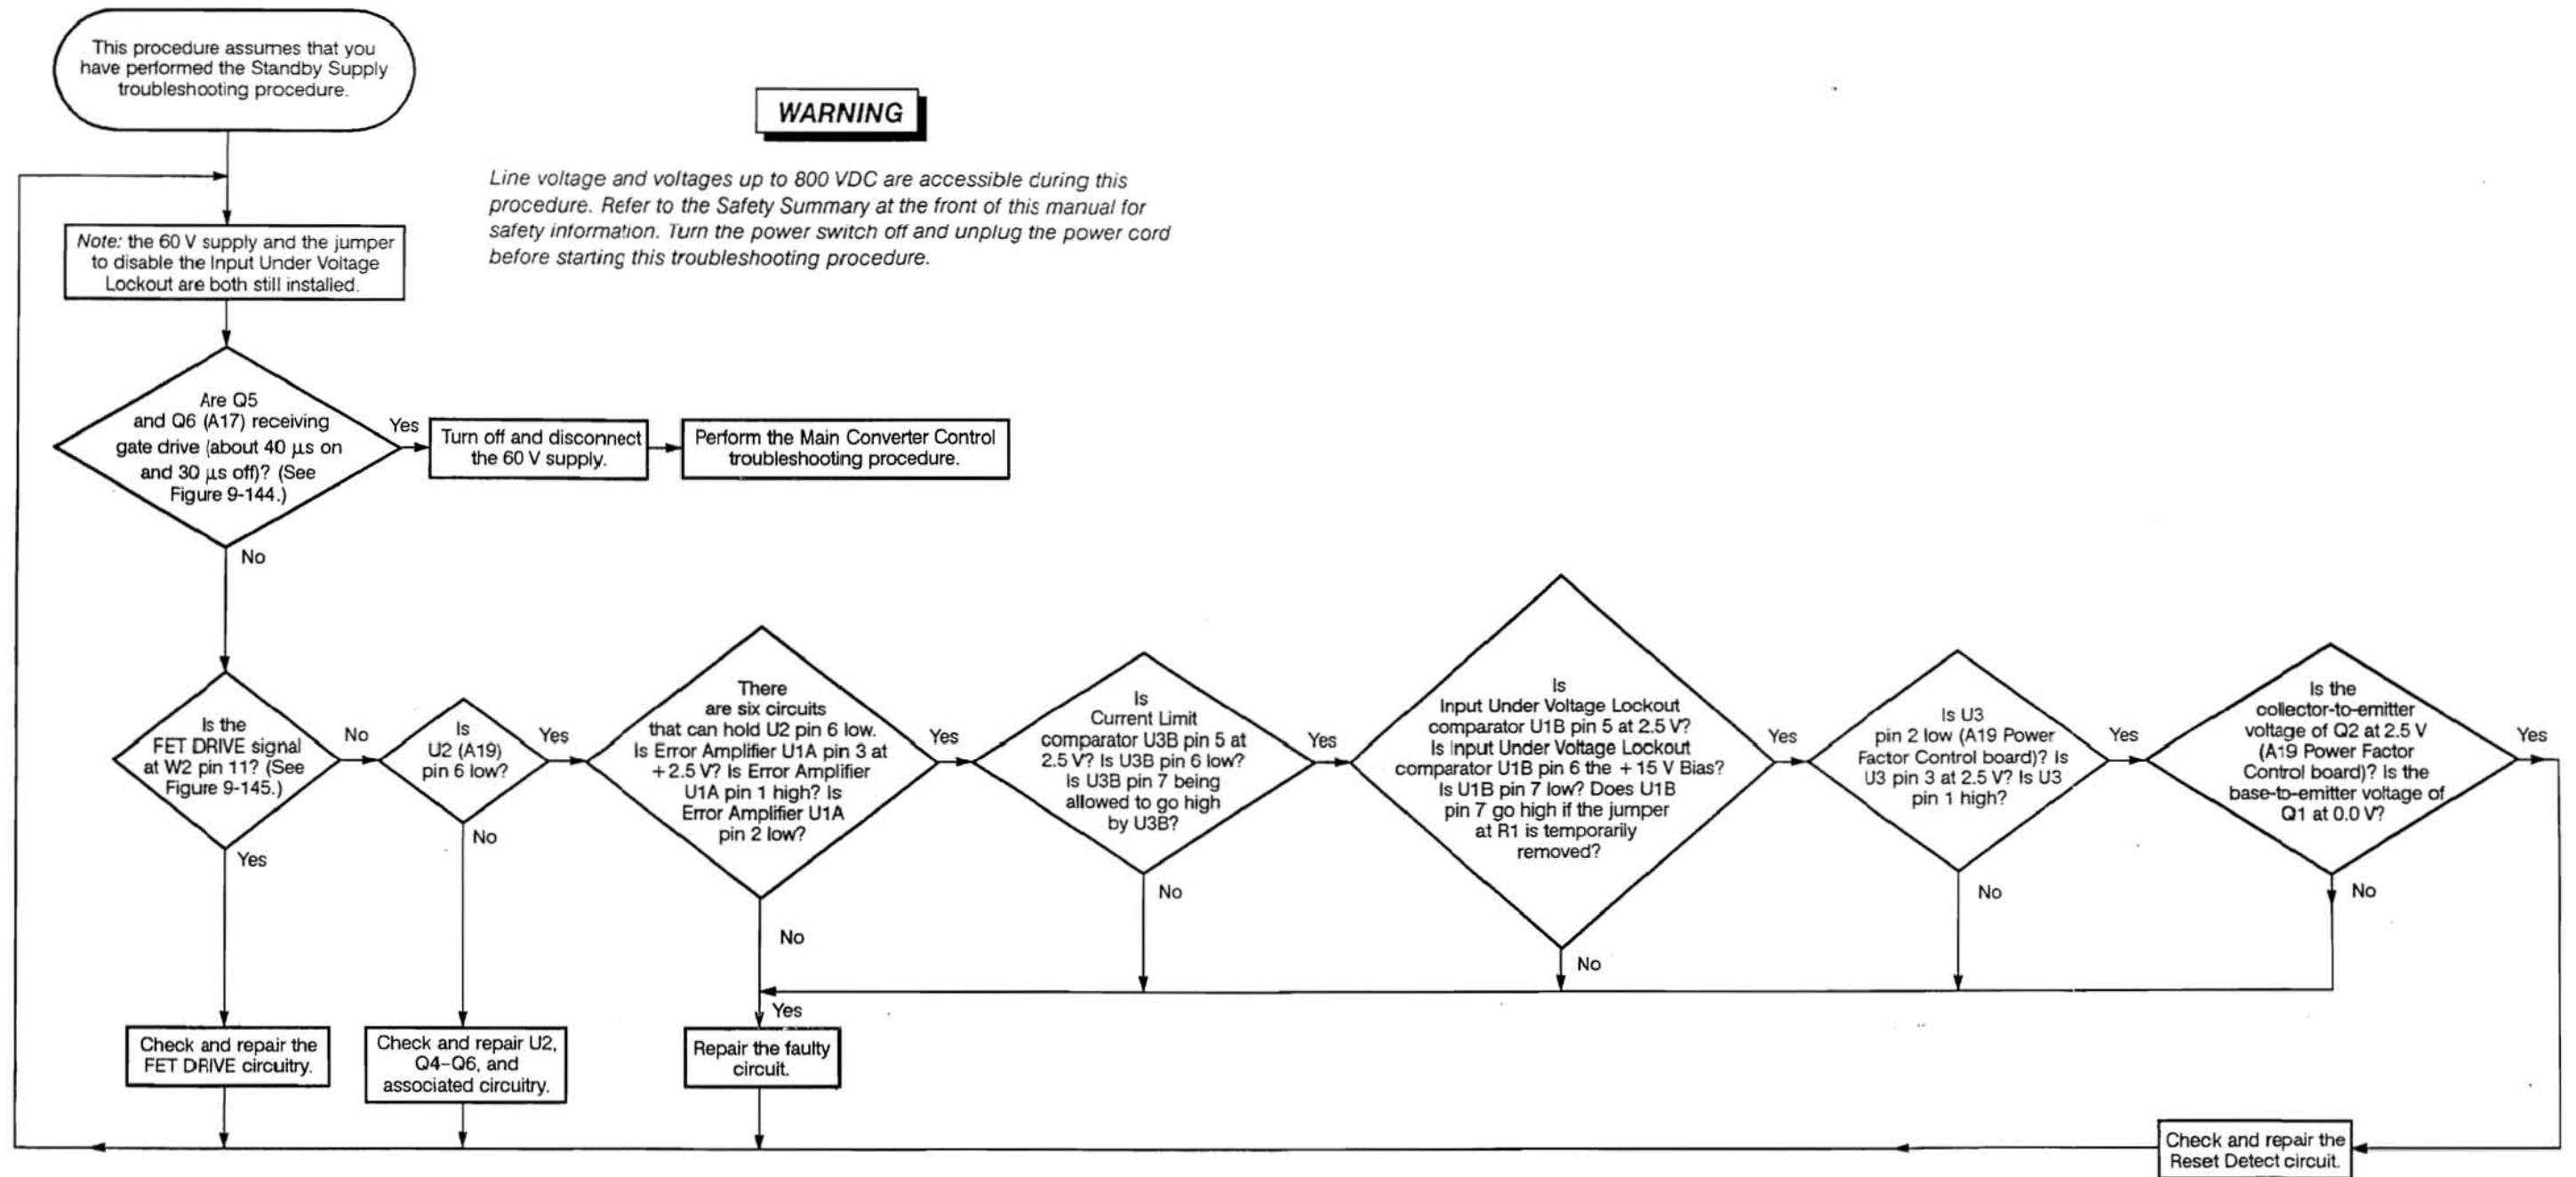 This procedure assumes that you
have performed the Standby Supply
troubleshooting procedure.
WARNING
Line voltage and voltages up to 800 VDC are accessible during this
procedure. Refer to the Safety Summary at the front of this manual for
safety information. Turn the power switch off and unplug the power cord
before starting this troubleshooting procedure.
Note: the 60 V supply and the jumper
to disable the Input Under Voltage
Lockout are both still installed.
Are Q5
and Q6 (A17) receiving
gate drive (about 40 µs on
and 30 µs off)? (See
Figure 9-144.)
Yes
Turn off and disconnect
the 60 V supply.
Perform the Main Converter Control
troubleshooting procedure.
No
Is the
FET DRIVE signal
at W2 pin 11? (See
Figure 9-145.)
No
Is
U2 (A19)
pin 6 low?
Yes
There
are six circuits
that can hold U2 pin 6 low.
Is Error Amplifier U1A pin 3 at
+2.5 V? Is Error Amplifier
U1A pin 1 high? Is
Error Amplifier U1A
pin 2 low?
Yes
Is
Current Limit
comparator U3B pin 5 at
2.5 V? Is U3B pin 6 low?
Is U3B pin 7 being
allowed to go high
by U3B?
Yes
Is
Input Under Voltage Lockout
comparator U1B pin 5 at 2.5 V?
Is Input Under Voltage Lockout
comparator U1B pin 6 the +15 V Bias?
Is U1B pin 7 low? Does U1B
pin 7 go high if the jumper
at R1 is temporarily
removed?
Yes
Is U3
pin 2 low (A19 Power
Factor Control board)? Is
U3 pin 3 at 2.5 V? Is U3
pin 1 high?
Yes
Is the
collector-to-emitter
voltage of Q2 at 2.5 V
(A19 Power Factor
Control board)? Is the
base-to-emitter voltage of
Q1 at 0.0 V?
Yes
Yes
No
No
No
No
No
No
Yes
Check and repair the
FET DRIVE circuitry.
Check and repair U2,
Q4–Q6, and
associated circuitry.
Repair the faulty
circuit.
Check and repair the
Reset Detect circuit.